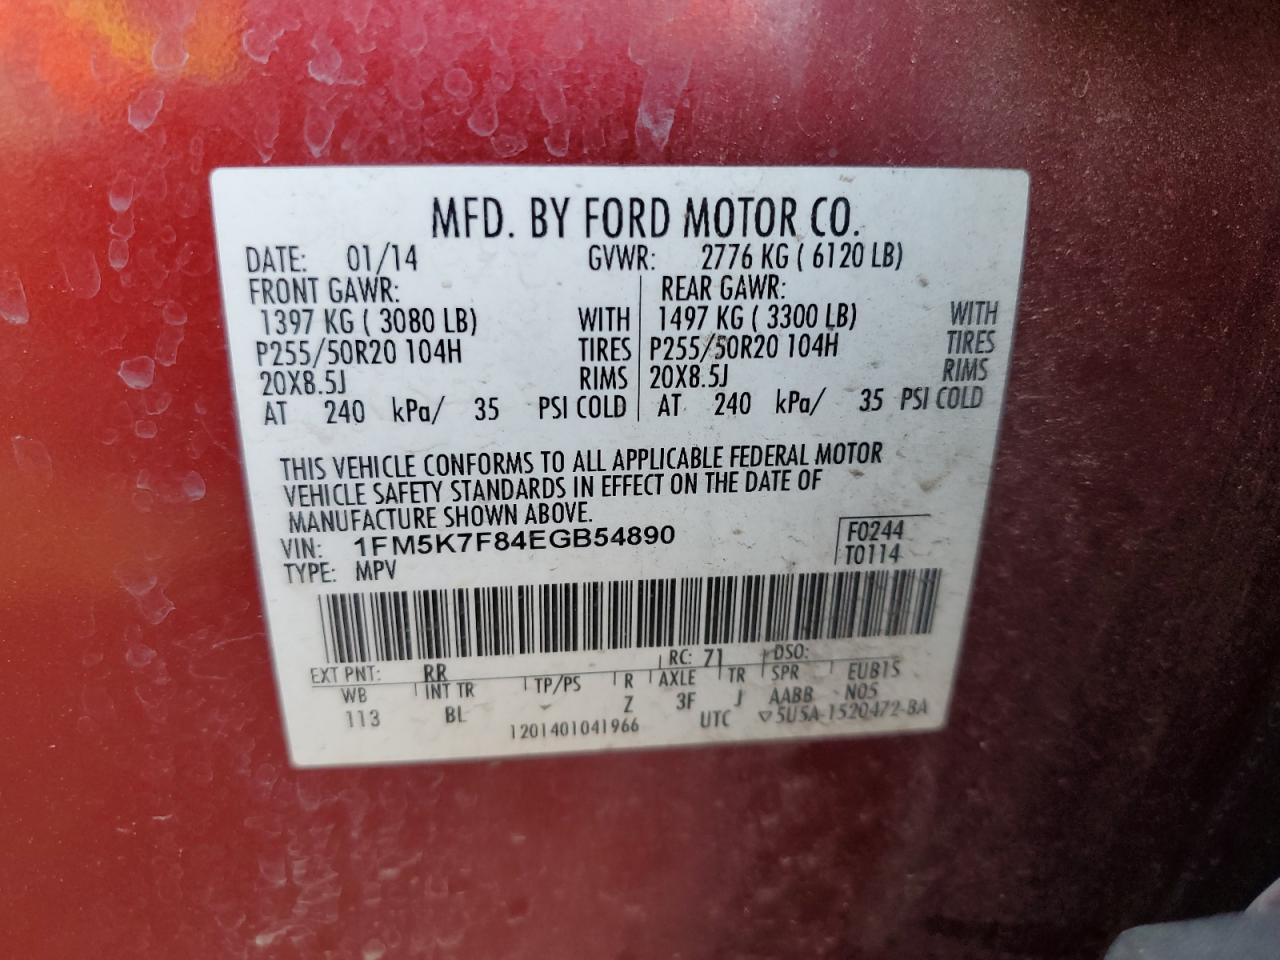 MFD. BY FORD MOTOR CO.
DATE: 01/14 GVWR: 2776 KG ( 6120 LB)
FRONT GAWR: REAR GAWR:
1397 KG ( 3080 LB) WITH 1497 KG ( 3300 LB) WITH
P255/50R20 104H TIRES P255/50R20 104H TIRES
20X8.5J RIMS 20X8.5J RIMS
AT 240 kPa/ 35 PSI COLD AT 240 kPa/ 35 PSI COLD
THIS VEHICLE CONFORMS TO ALL APPLICABLE FEDERAL MOTOR
VEHICLE SAFETY STANDARDS IN EFFECT ON THE DATE OF
MANUFACTURE SHOWN ABOVE.
VIN: 1FM5K7F84EGB54890 F0244
TYPE: MPV T0114
EXT PNT: RR RC: 71 DSO:
WB INT TR TP/PS R AXLE TR SPR EUB1S
113 BL Z 3F J AABB N05
1201401041966 UTC ▽5U5A-1520472-BA